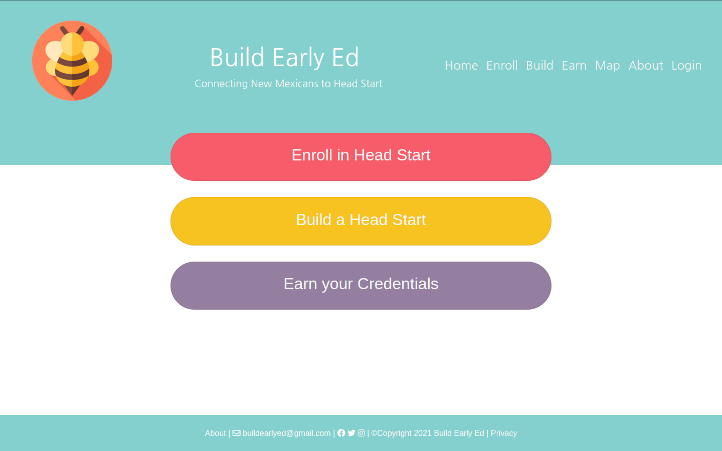 Build Early Ed
Connecting New Mexicans to Head Start
Home Enroll Build Earn Map About Login
Enroll in Head Start
Build a Head Start
Earn your Credentials
About | buildearlyed@gmail.com | | ©Copyright 2021 Build Early Ed | Privacy